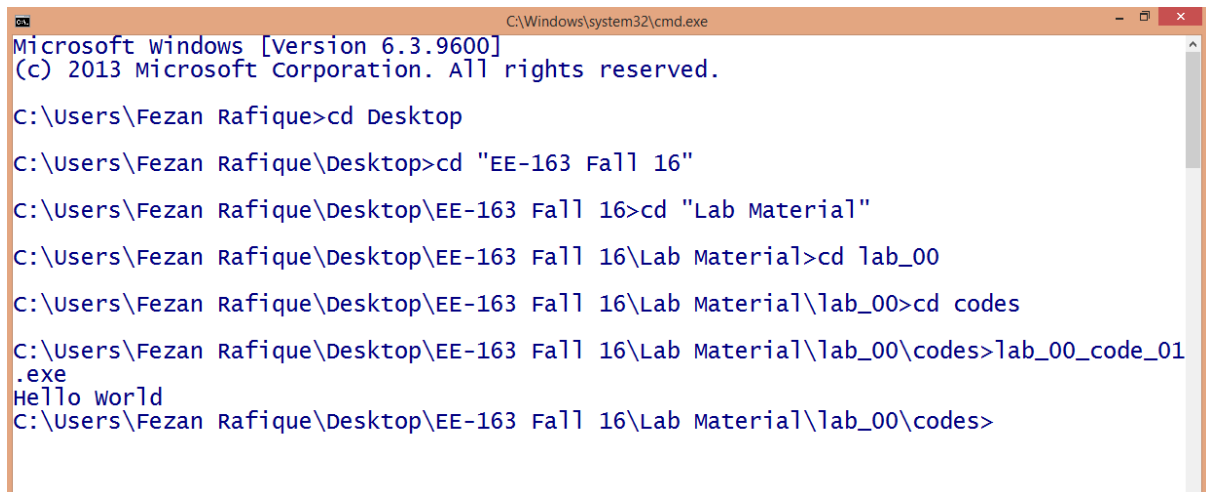 C:\Windows\system32\cmd.exe
Microsoft Windows [Version 6.3.9600]
(c) 2013 Microsoft Corporation. All rights reserved.
C:\Users\Fezan Rafique>cd Desktop
C:\Users\Fezan Rafique\Desktop>cd "EE-163 Fall 16"
C:\Users\Fezan Rafique\Desktop\EE-163 Fall 16>cd "Lab Material"
C:\Users\Fezan Rafique\Desktop\EE-163 Fall 16\Lab Material>cd lab_00
C:\Users\Fezan Rafique\Desktop\EE-163 Fall 16\Lab Material\lab_00>cd codes
C:\Users\Fezan Rafique\Desktop\EE-163 Fall 16\Lab Material\lab_00\codes>lab_00_code_01
.exe
Hello World
C:\Users\Fezan Rafique\Desktop\EE-163 Fall 16\Lab Material\lab_00\codes>